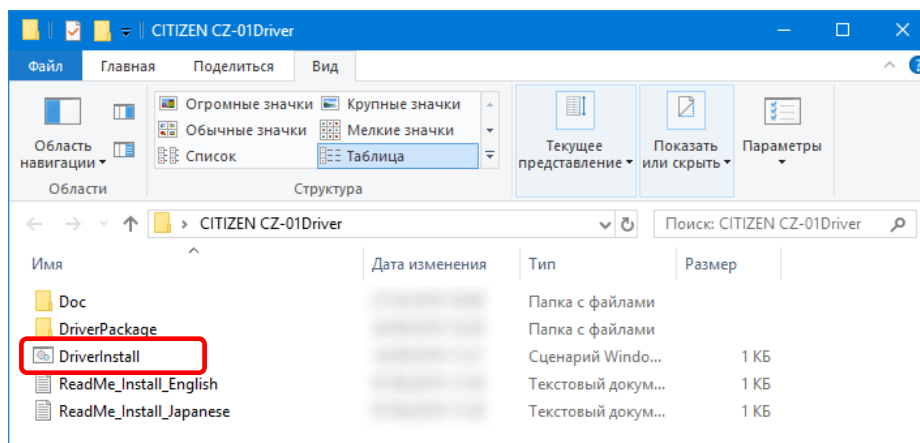 CITIZEN CZ-01Driver
Файл Главная Поделиться Вид
Огромные значки Крупные значки
Обычные значки Мелкие значки
Список Таблица
Область навигации
Текущее представление
Показать или скрыть
Параметры
Области Структура
CITIZEN CZ-01Driver Поиск: CITIZEN CZ-01Driver
Имя Дата изменения Тип Размер
Doc Папка с файлами
DriverPackage Папка с файлами
DriverInstall Сценарий Windo... 1 КБ
ReadMe_Install_English Текстовый докум... 1 КБ
ReadMe_Install_Japanese Текстовый докум... 1 КБ